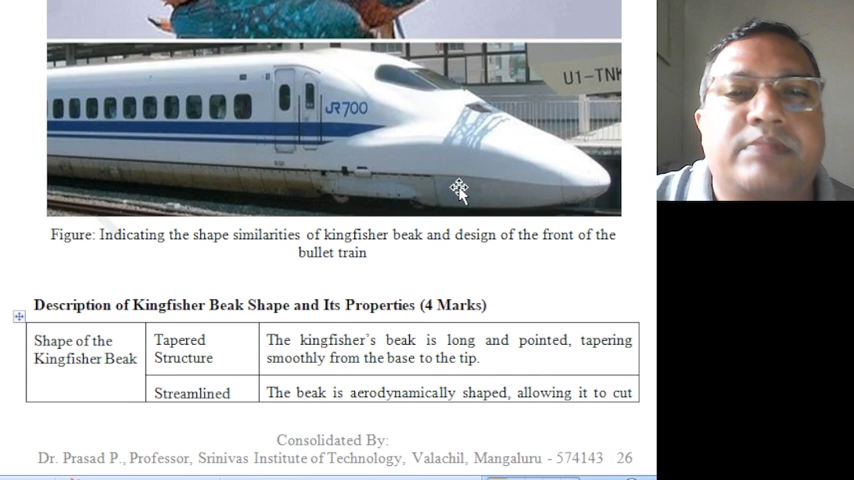 U1-TNK
JR700
Figure: Indicating the shape similarities of kingfisher beak and design of the front of the
bullet train
Description of Kingfisher Beak Shape and Its Properties (4 Marks)
Shape of the
Kingfisher Beak
Tapered
Structure
The kingfisher's beak is long and pointed, tapering
smoothly from the base to the tip.
Streamlined
The beak is aerodynamically shaped, allowing it to cut
Consolidated By:
Dr. Prasad P., Professor, Srinivas Institute of Technology, Valachil, Mangaluru - 574143 26